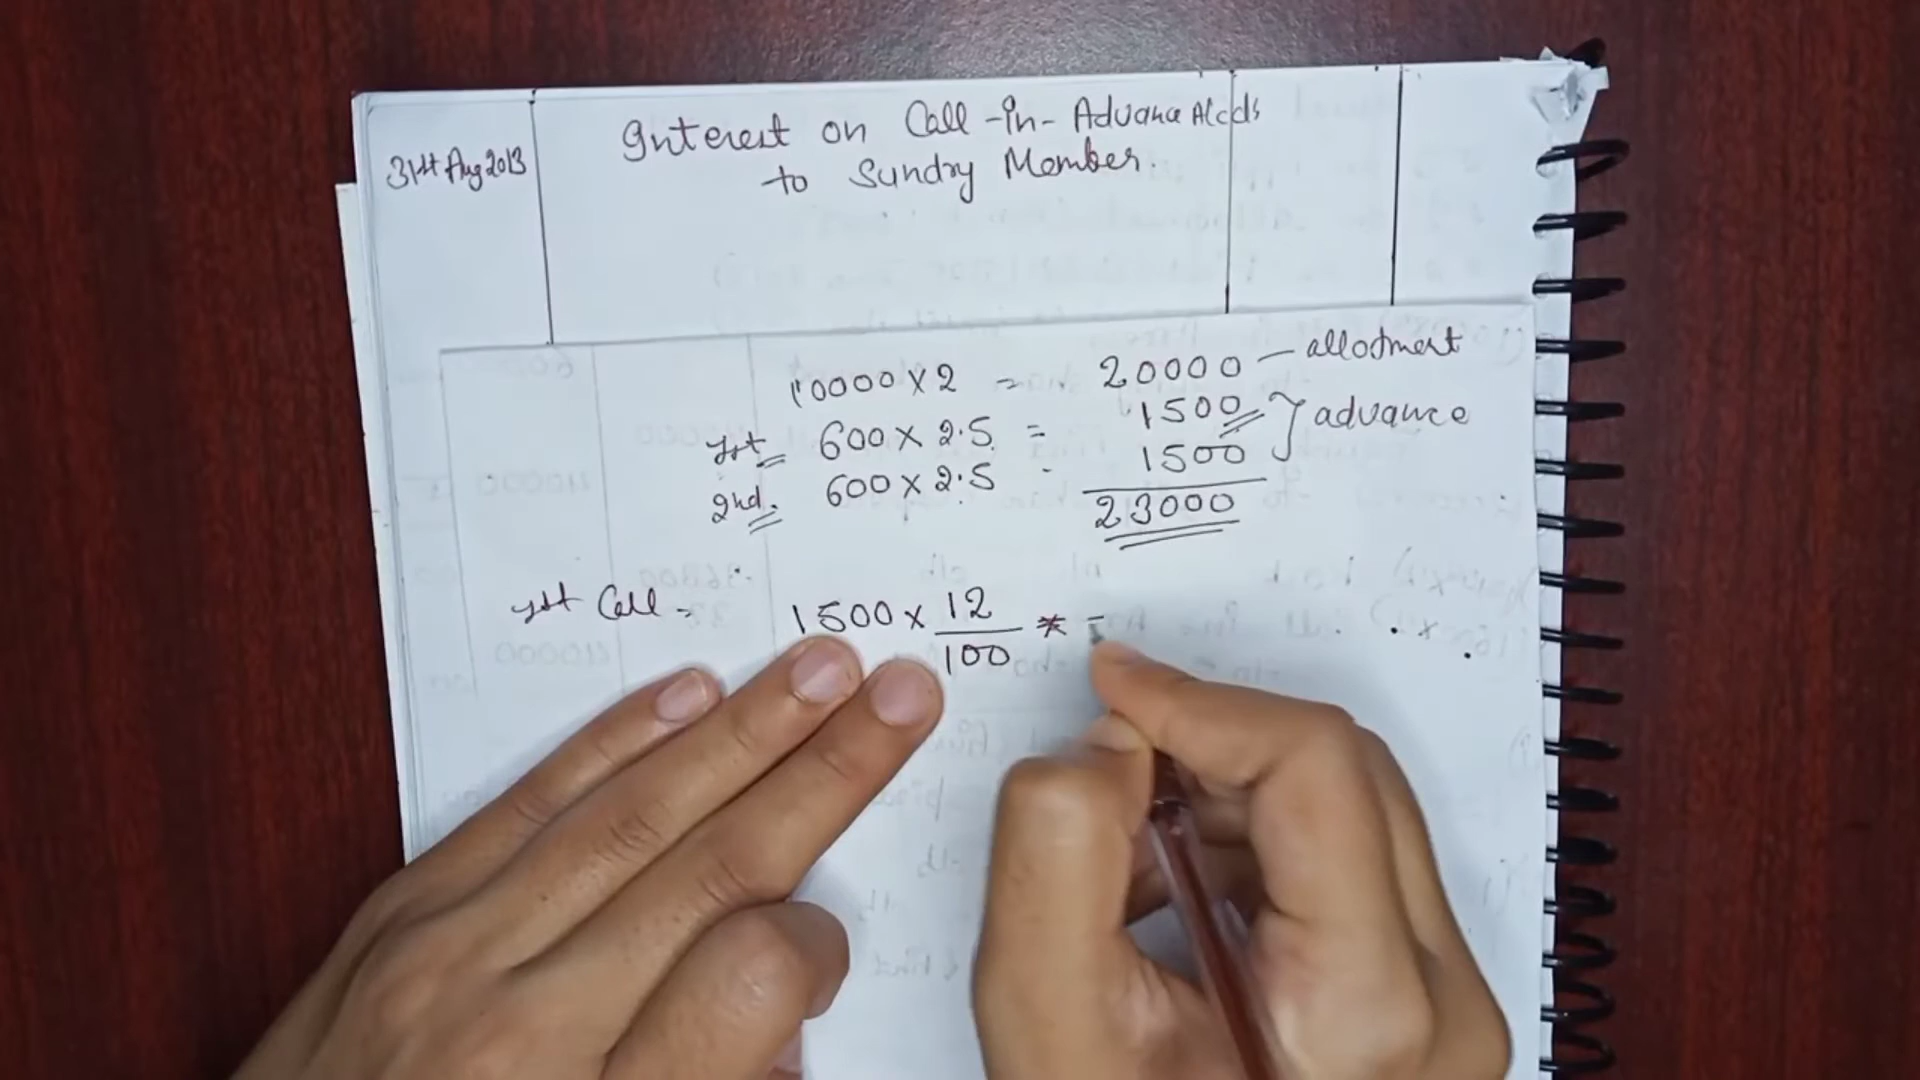 31st Aug 2013
Interest on Call-in-Advance A/c ds
to Sundry Member.
10000 x 2 = 20000 — allotment
1st 600 x 2.5 = 1500 } advance
2nd. 600 x 2.5 = 1500
23000
1st Call = 1500 x 12/100 *